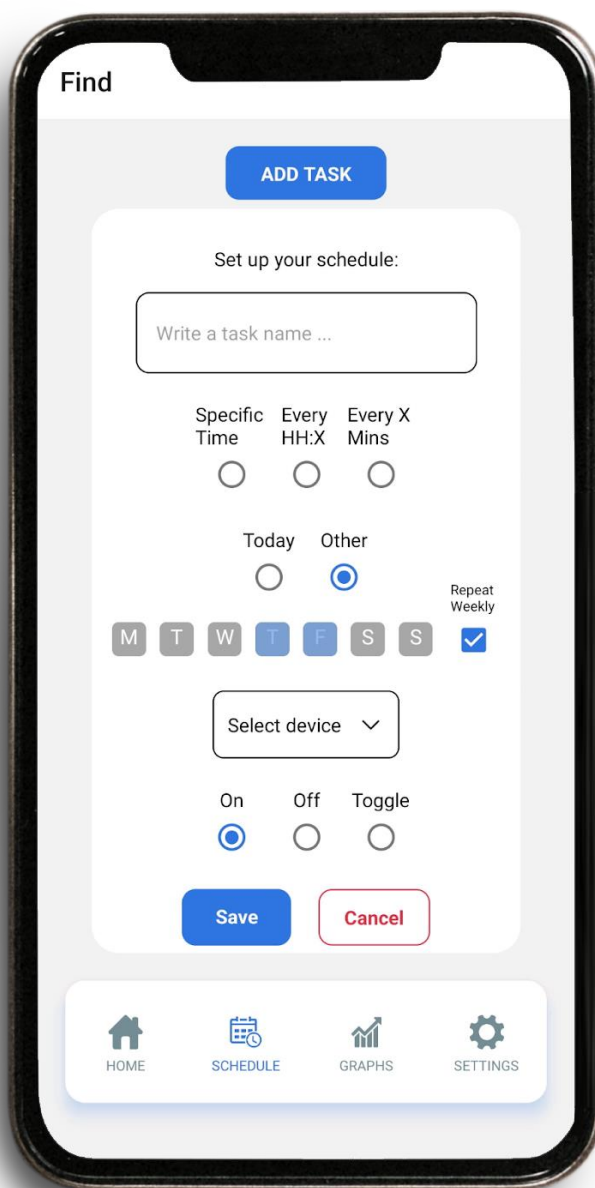 Find
ADD TASK
Set up your schedule:
Write a task name ...
Specific Every Every X
Time HH:X Mins
Today Other
Repeat
Weekly
M T W T F S S
Select device
On Off Toggle
Save Cancel
HOME SCHEDULE GRAPHS SETTINGS